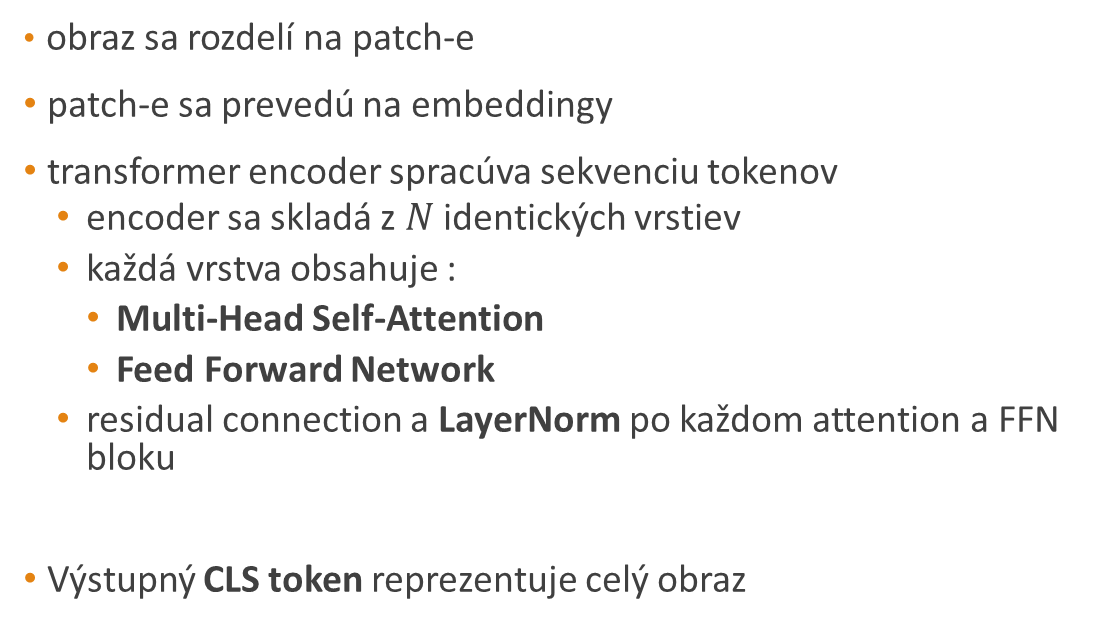 • obraz sa rozdelí na patch-e
• patch-e sa prevedú na embeddingy
• transformer encoder spracúva sekvenciu tokenov
• encoder sa skladá z N identických vrstiev
• každá vrstva obsahuje :
• Multi-Head Self-Attention
• Feed Forward Network
• residual connection a LayerNorm po každom attention a FFN
bloku
• Výstupný CLS token reprezentuje celý obraz